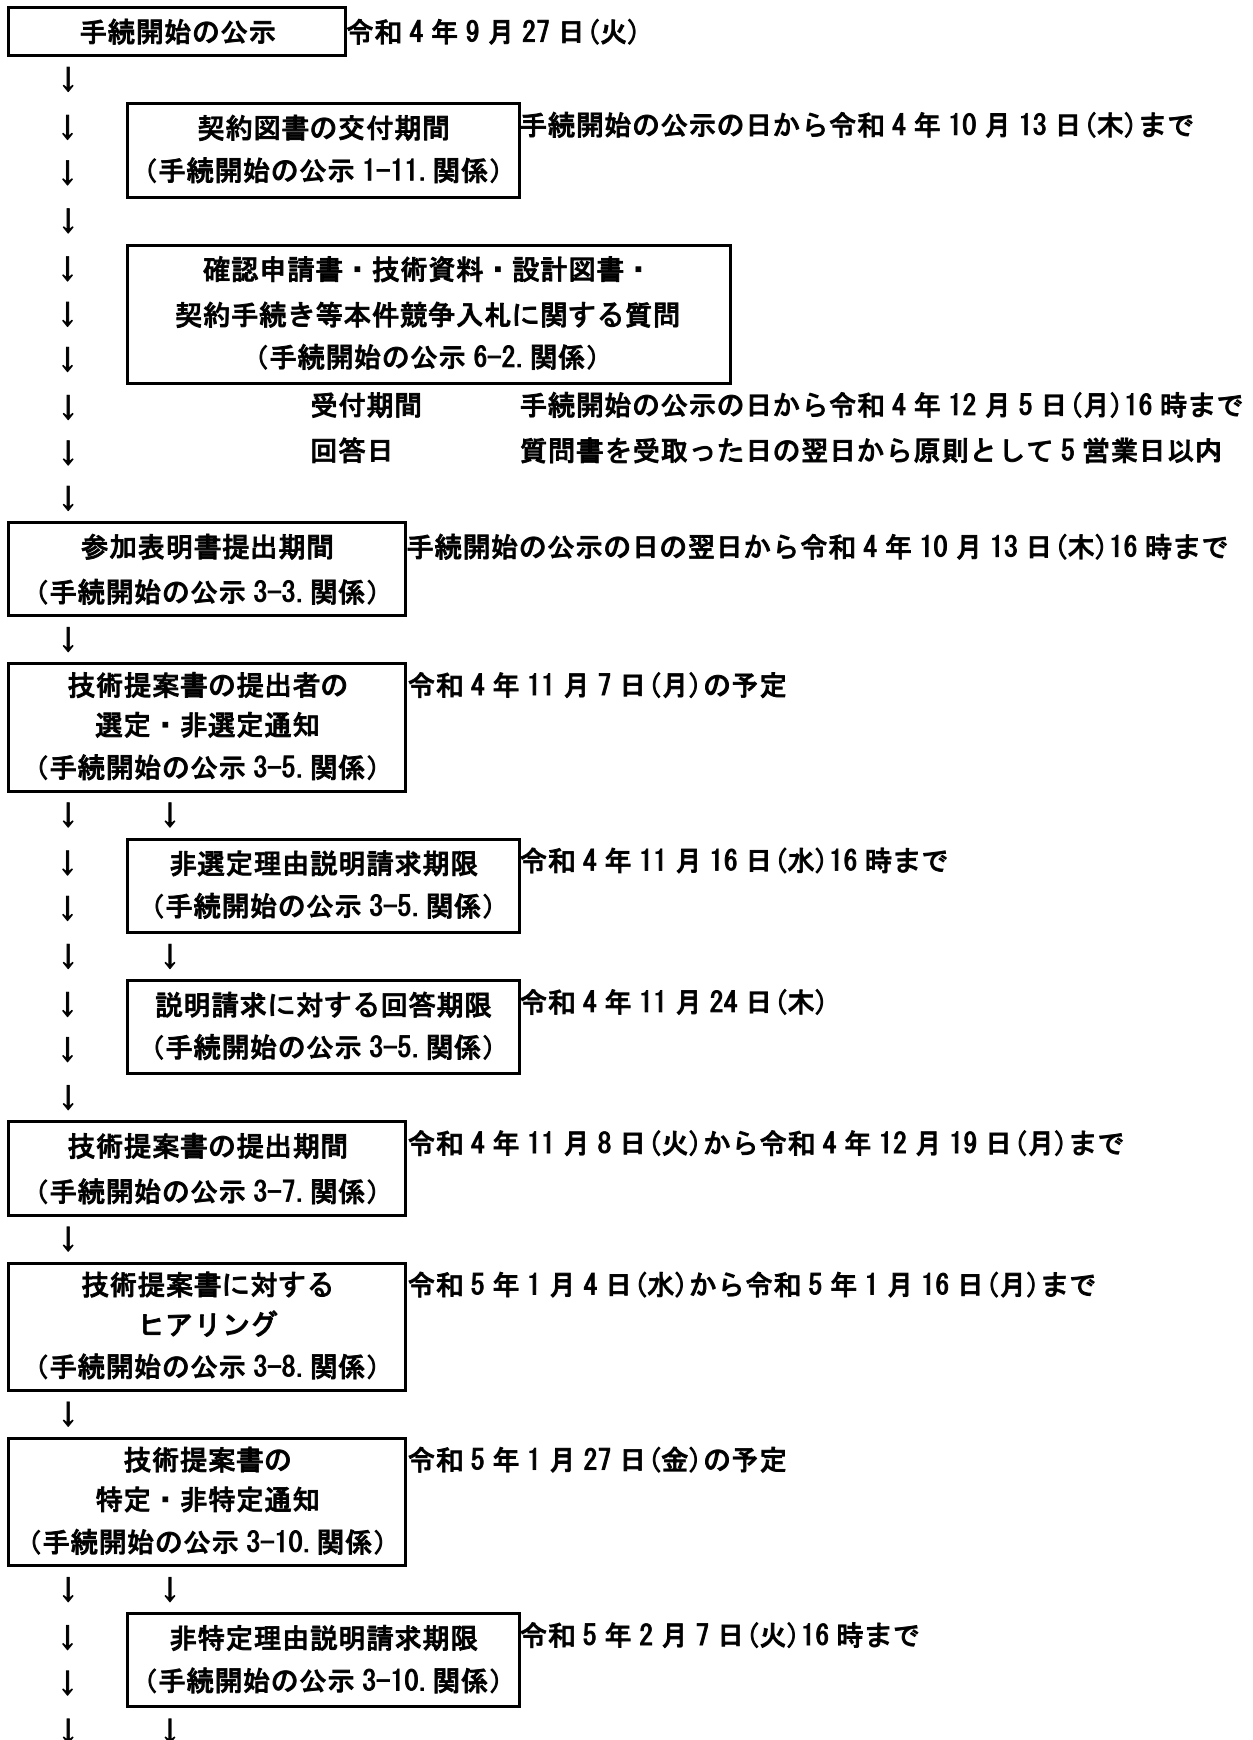 手続開始の公示 令和4年9月27日(火)
↓
↓ 契約図書の交付期間 手続開始の公示の日から令和4年10月13日(木)まで
↓ (手続開始の公示1-11.関係)
↓
↓ 確認申請書・技術資料・設計図書・
↓ 契約手続き等本件競争入札に関する質問
↓ (手続開始の公示6-2.関係)
↓ 受付期間 手続開始の公示の日から令和4年12月5日(月)16時まで
↓ 回答日 質問書を受取った日の翌日から原則として5営業日以内
↓
参加表明書提出期間 手続開始の公示の日の翌日から令和4年10月13日(木)16時まで
(手続開始の公示3-3.関係)
↓
技術提案書の提出者の 令和4年11月7日(月)の予定
選定・非選定通知
(手続開始の公示3-5.関係)
↓ ↓
↓ 非選定理由説明請求期限 令和4年11月16日(水)16時まで
↓ (手続開始の公示3-5.関係)
↓ ↓
↓ 説明請求に対する回答期限 令和4年11月24日(木)
↓ (手続開始の公示3-5.関係)
↓
技術提案書の提出期間 令和4年11月8日(火)から令和4年12月19日(月)まで
(手続開始の公示3-7.関係)
↓
技術提案書に対する 令和5年1月4日(水)から令和5年1月16日(月)まで
ヒアリング
(手続開始の公示3-8.関係)
↓
技術提案書の 令和5年1月27日(金)の予定
特定・非特定通知
(手続開始の公示3-10.関係)
↓ ↓
↓ 非特定理由説明請求期限 令和5年2月7日(火)16時まで
↓ (手続開始の公示3-10.関係)
↓ ↓